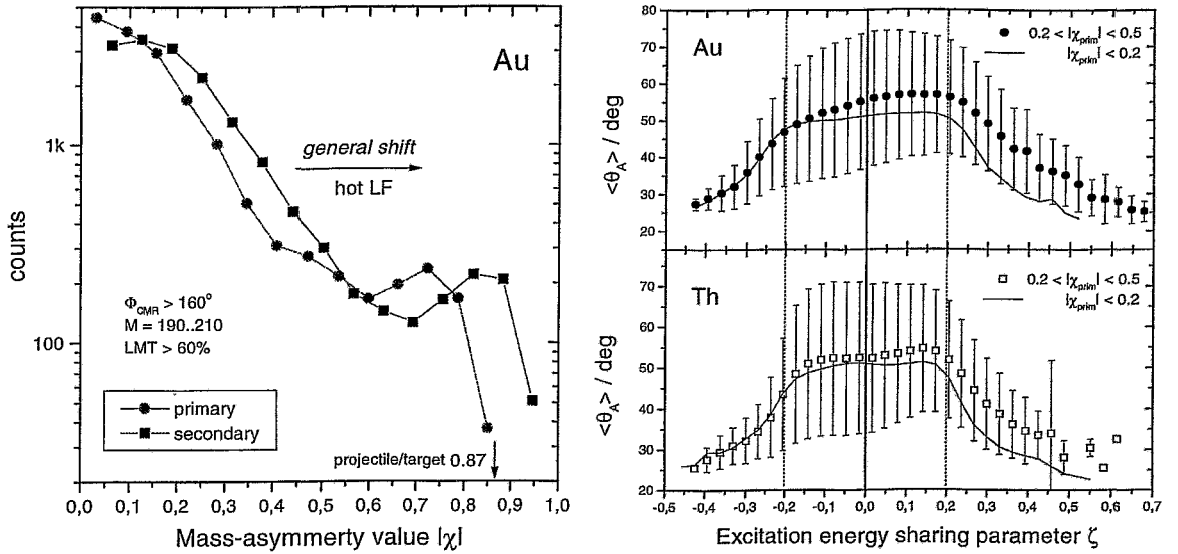 Au
1k
100
counts
general shift
hot LF
Φ_CMR > 160°
M = 190..210
LMT > 60%
primary
secondary
projectile/target 0.87
0,0 0,1 0,2 0,3 0,4 0,5 0,6 0,7 0,8 0,9 1,0
Mass-asymmerty value |χ|
80
70
60
50
40
30
20
<θ_A> / deg
Au
0.2 < |χ_prim| < 0.5
|χ_prim| < 0.2
70
60
50
40
30
20
<θ_A> / deg
Th
0.2 < |χ_prim| < 0.5
|χ_prim| < 0.2
-0,5 -0,4 -0,3 -0,2 -0,1 0,0 0,1 0,2 0,3 0,4 0,5 0,6 0,7
Excitation energy sharing parameter ζ